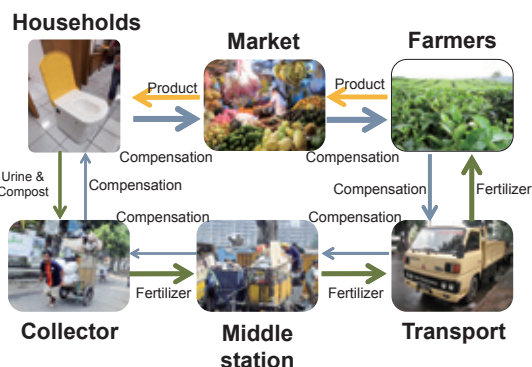 Households
Market
Farmers
Product
Product
Compensation
Compensation
Urine &
Compost
Compensation
Compensation
Fertilizer
Compensation
Compensation
Fertilizer
Fertilizer
Collector
Middle
station
Transport